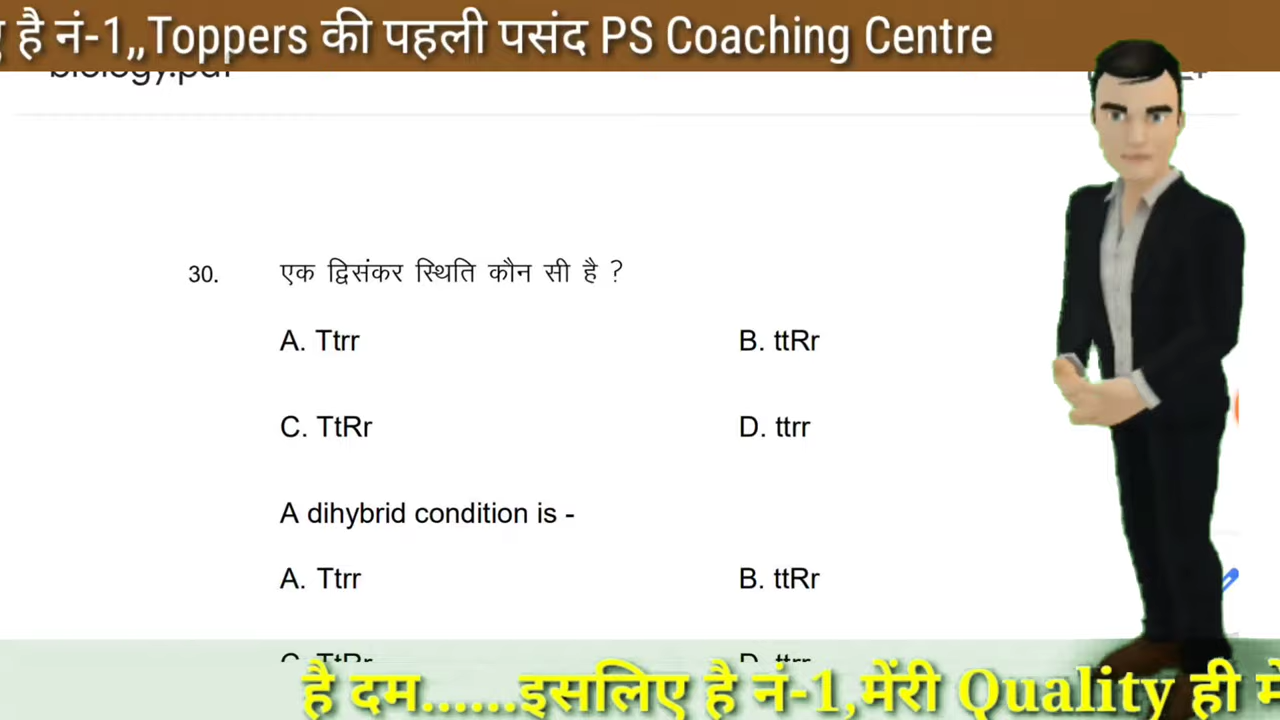 है नं-1,,Toppers की पहली पसंद PS Coaching Centre
biology.pdf
30. एक द्विसंकर स्थिति कौन सी है ?
A. Ttrr B. ttRr
C. TtRr D. ttrr
A dihybrid condition is -
A. Ttrr B. ttRr
C. TtRr D. ttrr
है दम......इसलिए है नं-1,मेंरी Quality ही